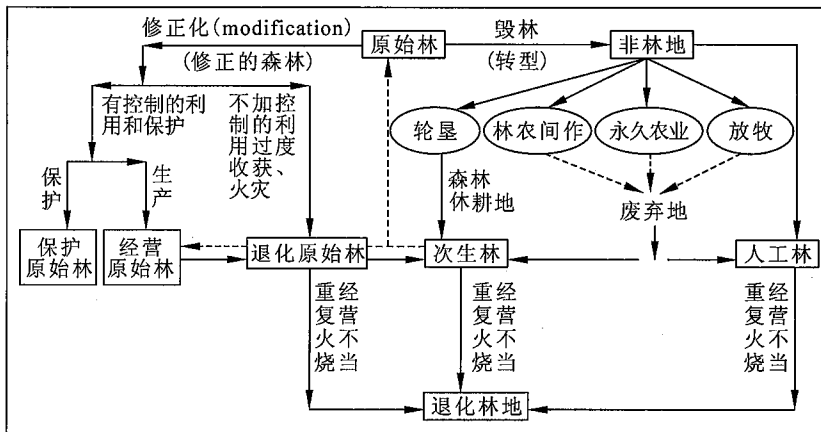 修正化(modification)
(修正的森林)
原始林
毁林
(转型)
非林地
有控制的利
用和保护
不加控
制的利
用过度
收获、
火灾
轮垦
林农间作
永久农业
放牧
保护
生产
森林
休耕地
废弃地
保护
原始林
经营
原始林
退化原始林
次生林
人工林
重复火烧
经营不当
重复火烧
经营不当
重复火烧
经营不当
退化林地